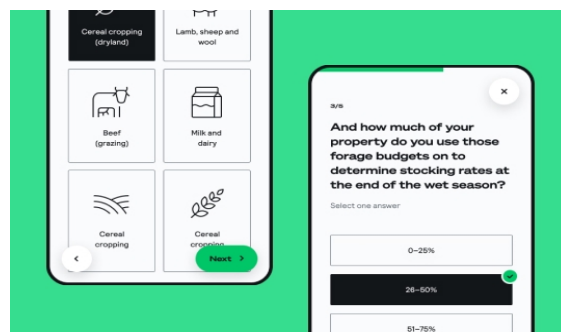 Cereal cropping
(dryland)
Lamb, sheep and
wool
Beef
(grazing)
Milk and
dairy
Cereal
cropping
Cereal
cropping
Next
3/5
And how much of your
property do you use those
forage budgets on to
determine stocking rates at
the end of the wet season?
Select one answer
0–25%
26–50%
51–75%